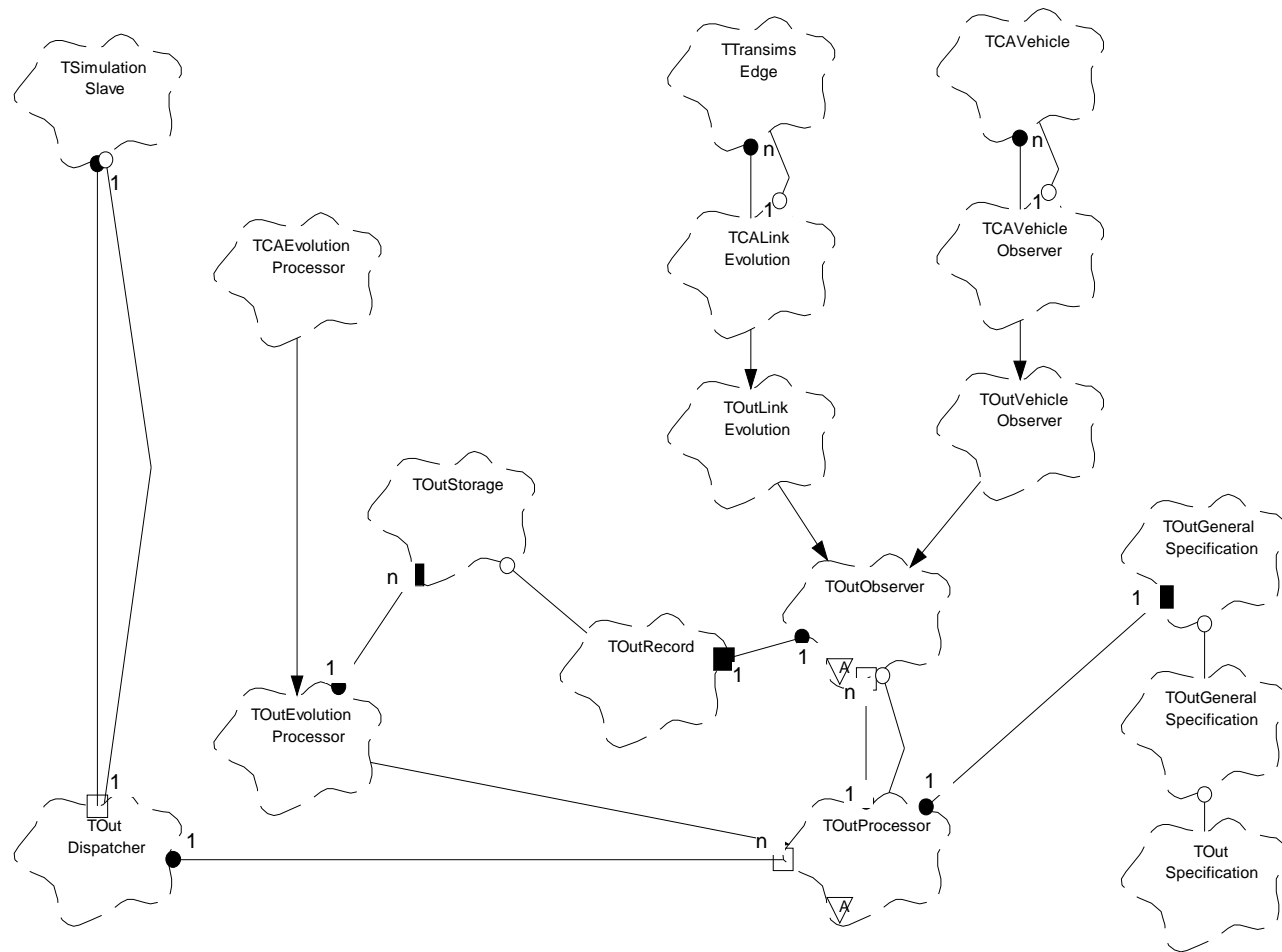 TCAVehicle
TTransims
Edge
TSimulation
Slave
n
n
1
1
1
TCALink
Evolution
TCAVehicle
Observer
TCAEvolution
Processor
TOutLink
Evolution
TOutVehicle
Observer
TOutStorage
TOutGeneral
Specification
n
TOutObserver
1
TOutRecord
1
1
1
A
n
TOutGeneral
Specification
TOutEvolution
Processor
1
1
1
TOut
Dispatcher
1
n
TOutProcessor
TOut
Specification
A